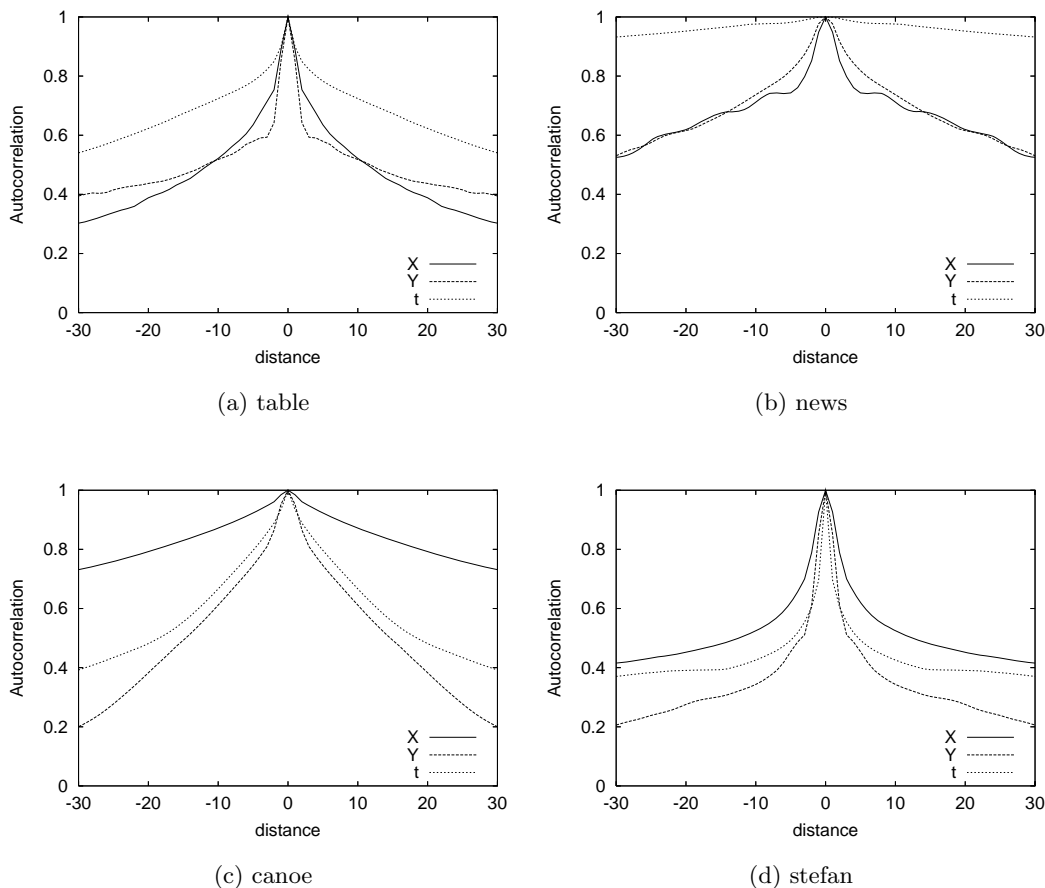 1
0.8
0.6
0.4
0.2
0
Autocorrelation
-30 -20 -10 0 10 20 30
distance
X
Y
t
(a) table
1
0.8
0.6
0.4
0.2
0
Autocorrelation
-30 -20 -10 0 10 20 30
distance
X
Y
t
(b) news
1
0.8
0.6
0.4
0.2
0
Autocorrelation
-30 -20 -10 0 10 20 30
distance
X
Y
t
(c) canoe
1
0.8
0.6
0.4
0.2
0
Autocorrelation
-30 -20 -10 0 10 20 30
distance
X
Y
t
(d) stefan